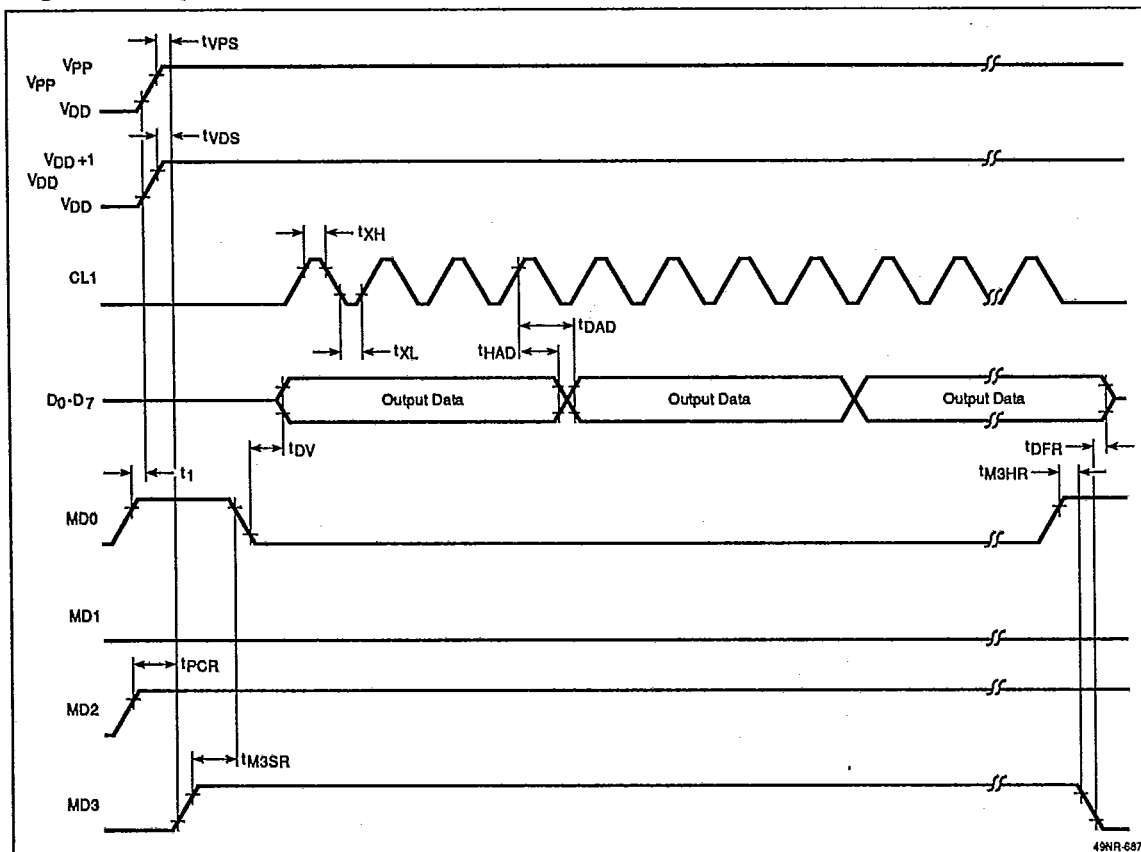 tVPS
VPP
VPP
VDD
tVDS
VDD+1
VDD
VDD
tXH
CL1
tDAD
tHAD
tXL
D0-D7
Output Data
Output Data
Output Data
tDV
tDFR
t1
tM3HR
MD0
MD1
tPCR
MD2
tM3SR
MD3
49NR-687